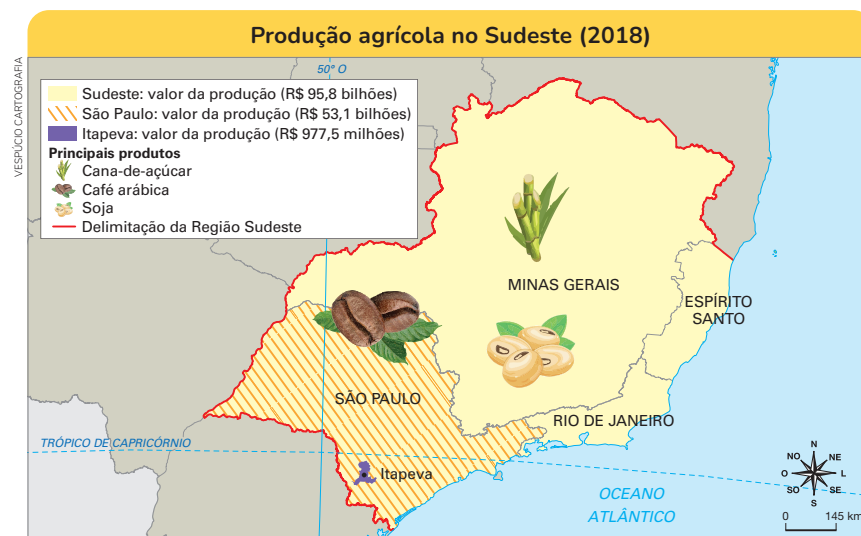 Produção agrícola no Sudeste (2018)
VESPÚCIO CARTOGRAFIA
50º O
Sudeste: valor da produção (R$ 95,8 bilhões)
São Paulo: valor da produção (R$ 53,1 bilhões)
Itapeva: valor da produção (R$ 977,5 milhões)
Principais produtos
Cana-de-açúcar
Café arábica
Soja
Delimitação da Região Sudeste
MINAS GERAIS
ESPÍRITO
SANTO
SÃO PAULO
RIO DE JANEIRO
TRÓPICO DE CAPRICÓRNIO
Itapeva
OCEANO
ATLÂNTICO
N
NO NE
O L
SO SE
S
0 145 km